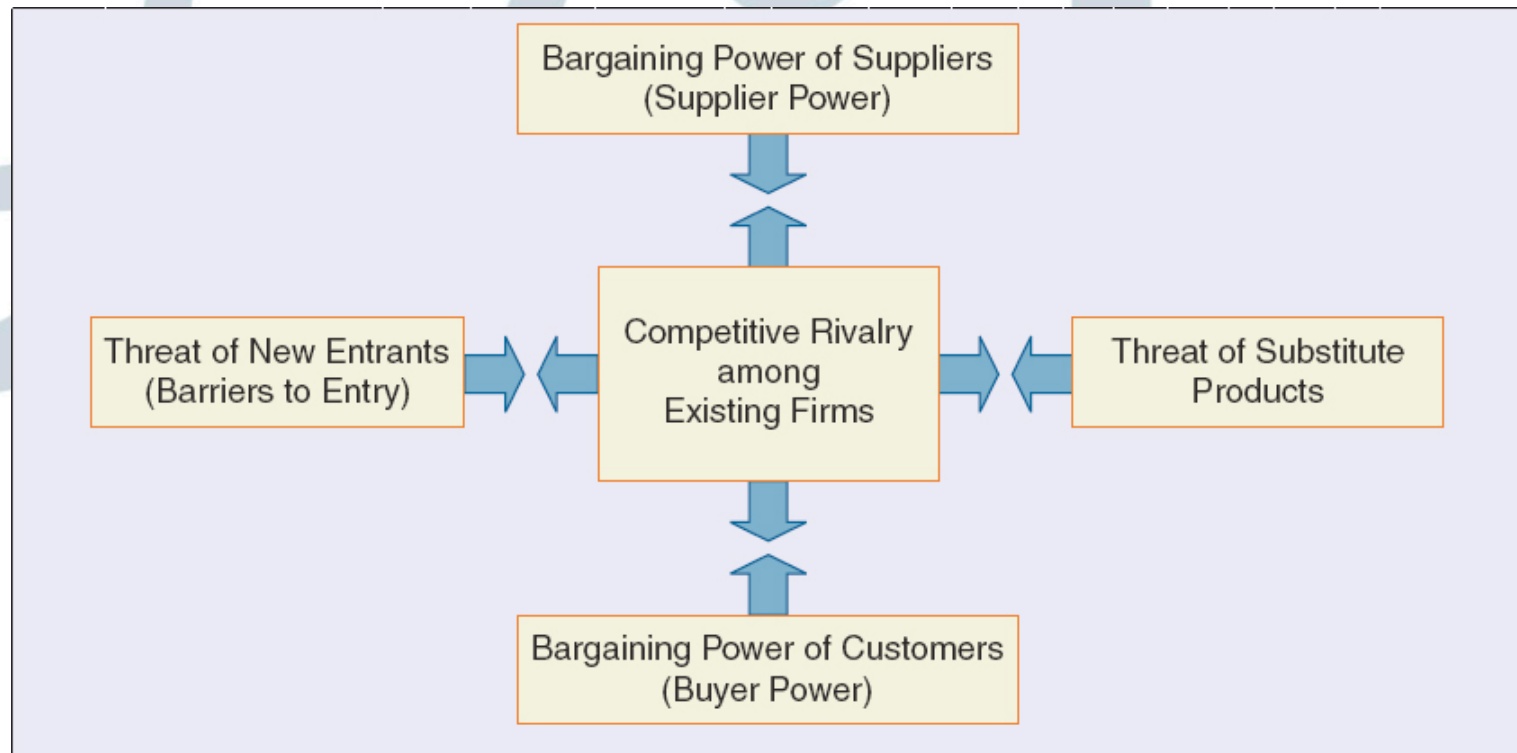 Bargaining Power of Suppliers
(Supplier Power)
Threat of New Entrants
(Barriers to Entry)
Competitive Rivalry
among
Existing Firms
Threat of Substitute
Products
Bargaining Power of Customers
(Buyer Power)